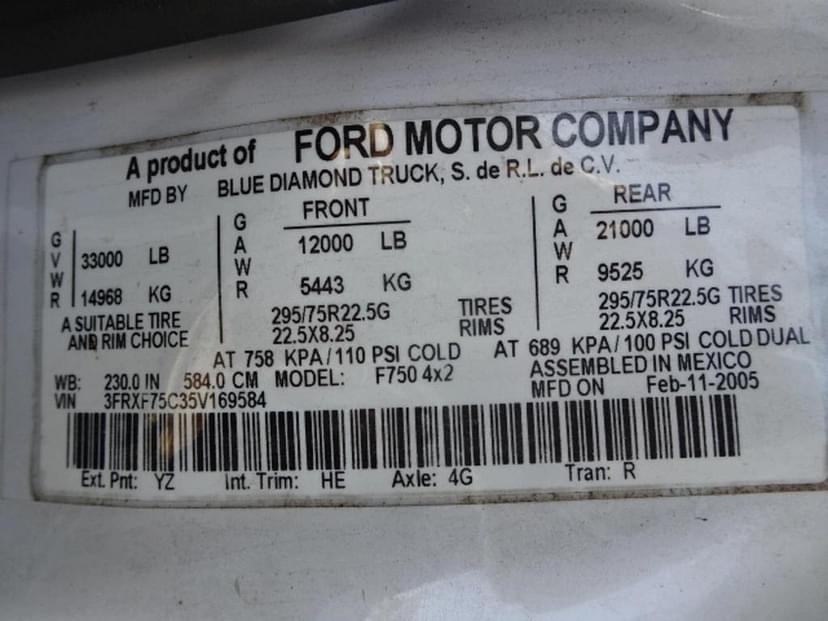 A product of FORD MOTOR COMPANY
MFD BY BLUE DIAMOND TRUCK, S. de R.L. de C.V.
GVWR 33000 LB
14968 KG
GAWR FRONT
12000 LB
5443 KG
GAWR REAR
21000 LB
9525 KG
A SUITABLE TIRE
AND RIM CHOICE
295/75R22.5G TIRES
22.5X8.25 RIMS
295/75R22.5G TIRES
22.5X8.25 RIMS
AT 758 KPA/110 PSI COLD AT 689 KPA/100 PSI COLD DUAL
WB: 230.0 IN 584.0 CM MODEL: F750 4x2
ASSEMBLED IN MEXICO
VIN 3FRXF75C35V169584
MFD ON Feb-11-2005
Ext. Pnt: YZ Int. Trim: HE Axle: 4G Tran: R